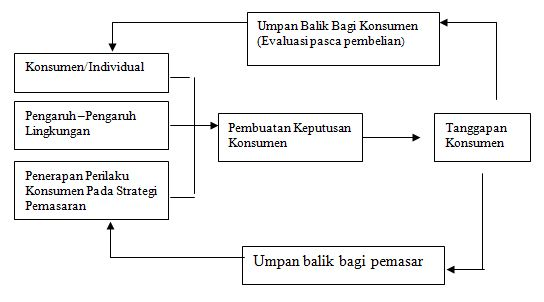 Umpan Balik Bagi Konsumen
(Evaluasi pasca pembelian)
Konsumen/Individual
Pengaruh–Pengaruh
Lingkungan
Pembuatan Keputusan
Konsumen
Tanggapan
Konsumen
Penerapan Perilaku
Konsumen Pada Strategi
Pemasaran
Umpan balik bagi pemasar